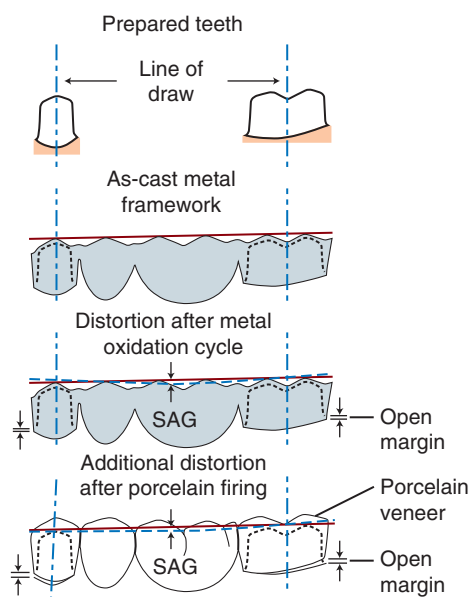 Prepared teeth
Line of
draw
As-cast metal
framework
Distortion after metal
oxidation cycle
SAG
Open
margin
Additional distortion
after porcelain firing
Porcelain
veneer
SAG
Open
margin